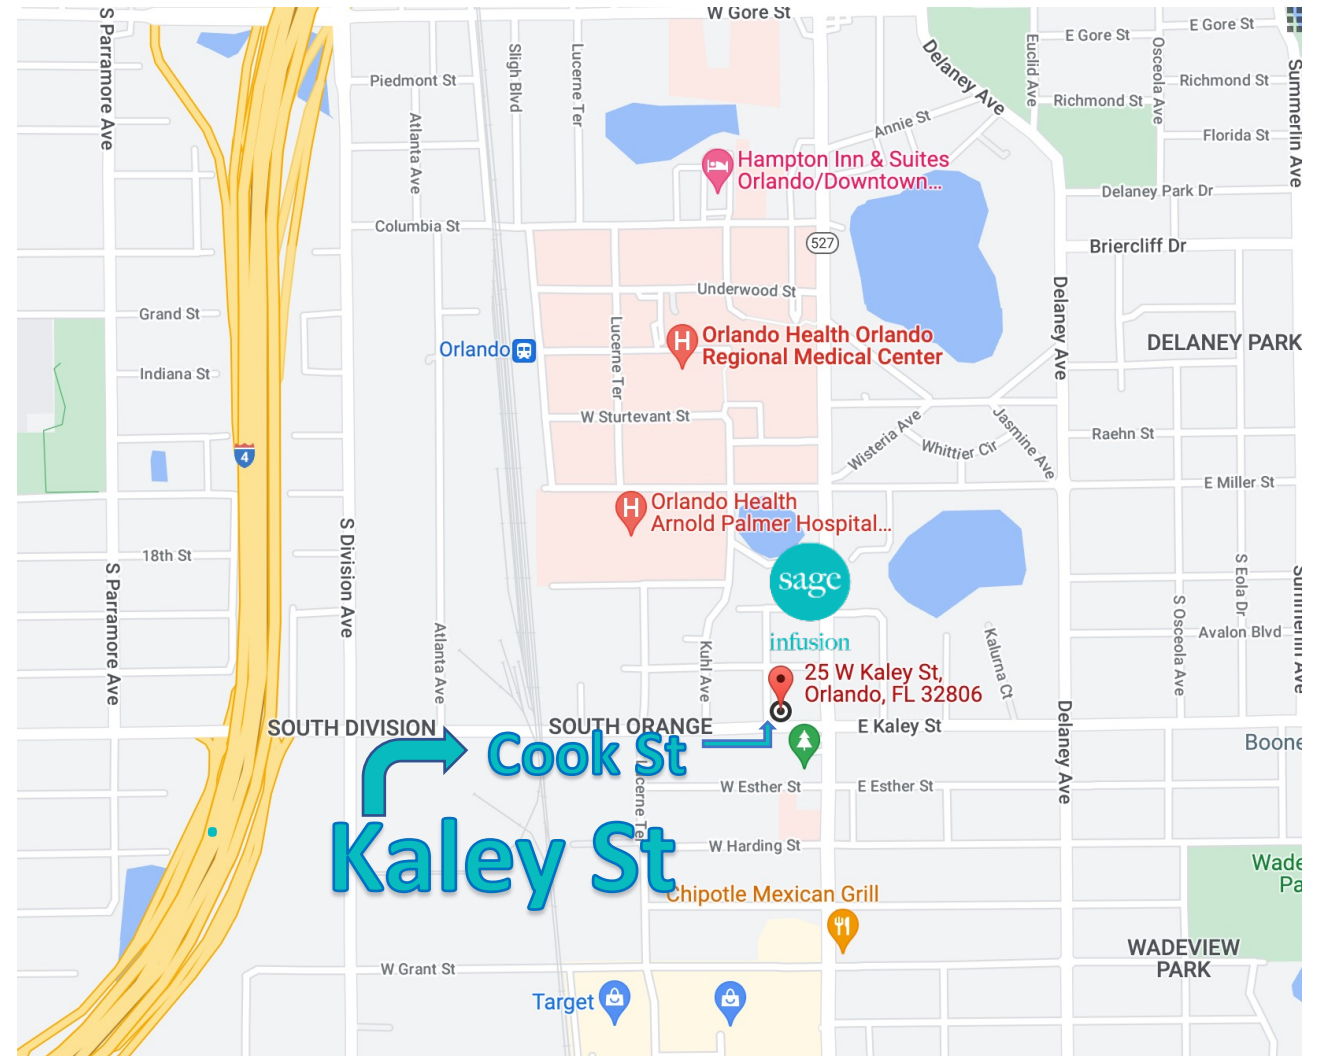 W Gore St
E Gore St
E Gore St
S Parramore Ave
Sligh Blvd
Lucerne Ter
Delaney Ave
Euclid Ave
Osceola Ave
Piedmont St
Richmond St
Richmond St
Summerlin Ave
Atlanta Ave
Annie St
Florida St
Hampton Inn & Suites
Orlando/Downtown...
Delaney Park Dr
Columbia St
527
Briercliff Dr
Underwood St
Delaney Ave
Grand St
Lucerne Ter
Orlando
Orlando Health Orlando
Regional Medical Center
DELANEY PARK
Indiana St
W Sturtevant St
Wisteria Ave
Whittier Cir
Jasmine Ave
Raehn St
4
E Miller St
Orlando Health
Arnold Palmer Hospital...
S Division Ave
18th St
sage
infusion
S Parramore Ave
S Eola Dr
S Osceola Ave
Summerlin Ave
Avalon Blvd
Atlanta Ave
Kuhl Ave
Kalurna Ct
25 W Kaley St,
Orlando, FL 32806
SOUTH DIVISION
SOUTH ORANGE
E Kaley St
Delaney Ave
Boone
Cook St
W Esther St
E Esther St
Kaley St
W Harding St
Wade
Pa
Chipotle Mexican Grill
WADEVIEW
PARK
W Grant St
Target